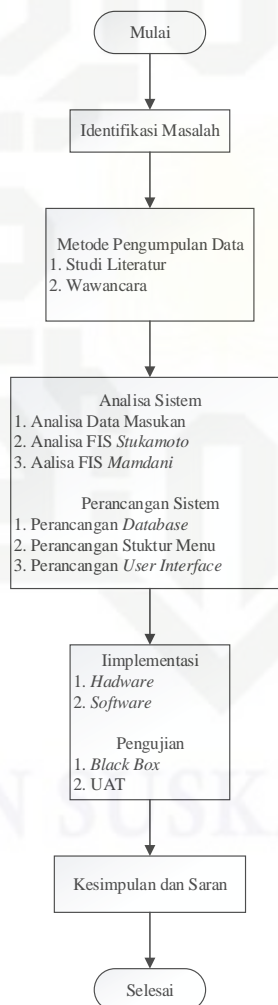 Mulai
Identifikasi Masalah
Metode Pengumpulan Data
1. Studi Literatur
2. Wawancara
Analisa Sistem
1. Analisa Data Masukan
2. Analisa FIS Stukamoto
3. Aalisa FIS Mamdani
Perancangan Sistem
1. Perancangan Database
2. Perancangan Stuktur Menu
3. Perancangan User Interface
Iimplementasi
1. Hadware
2. Software
Pengujian
1. Black Box
2. UAT
N SUSK
Kesimpulan dan Saran
Selesai